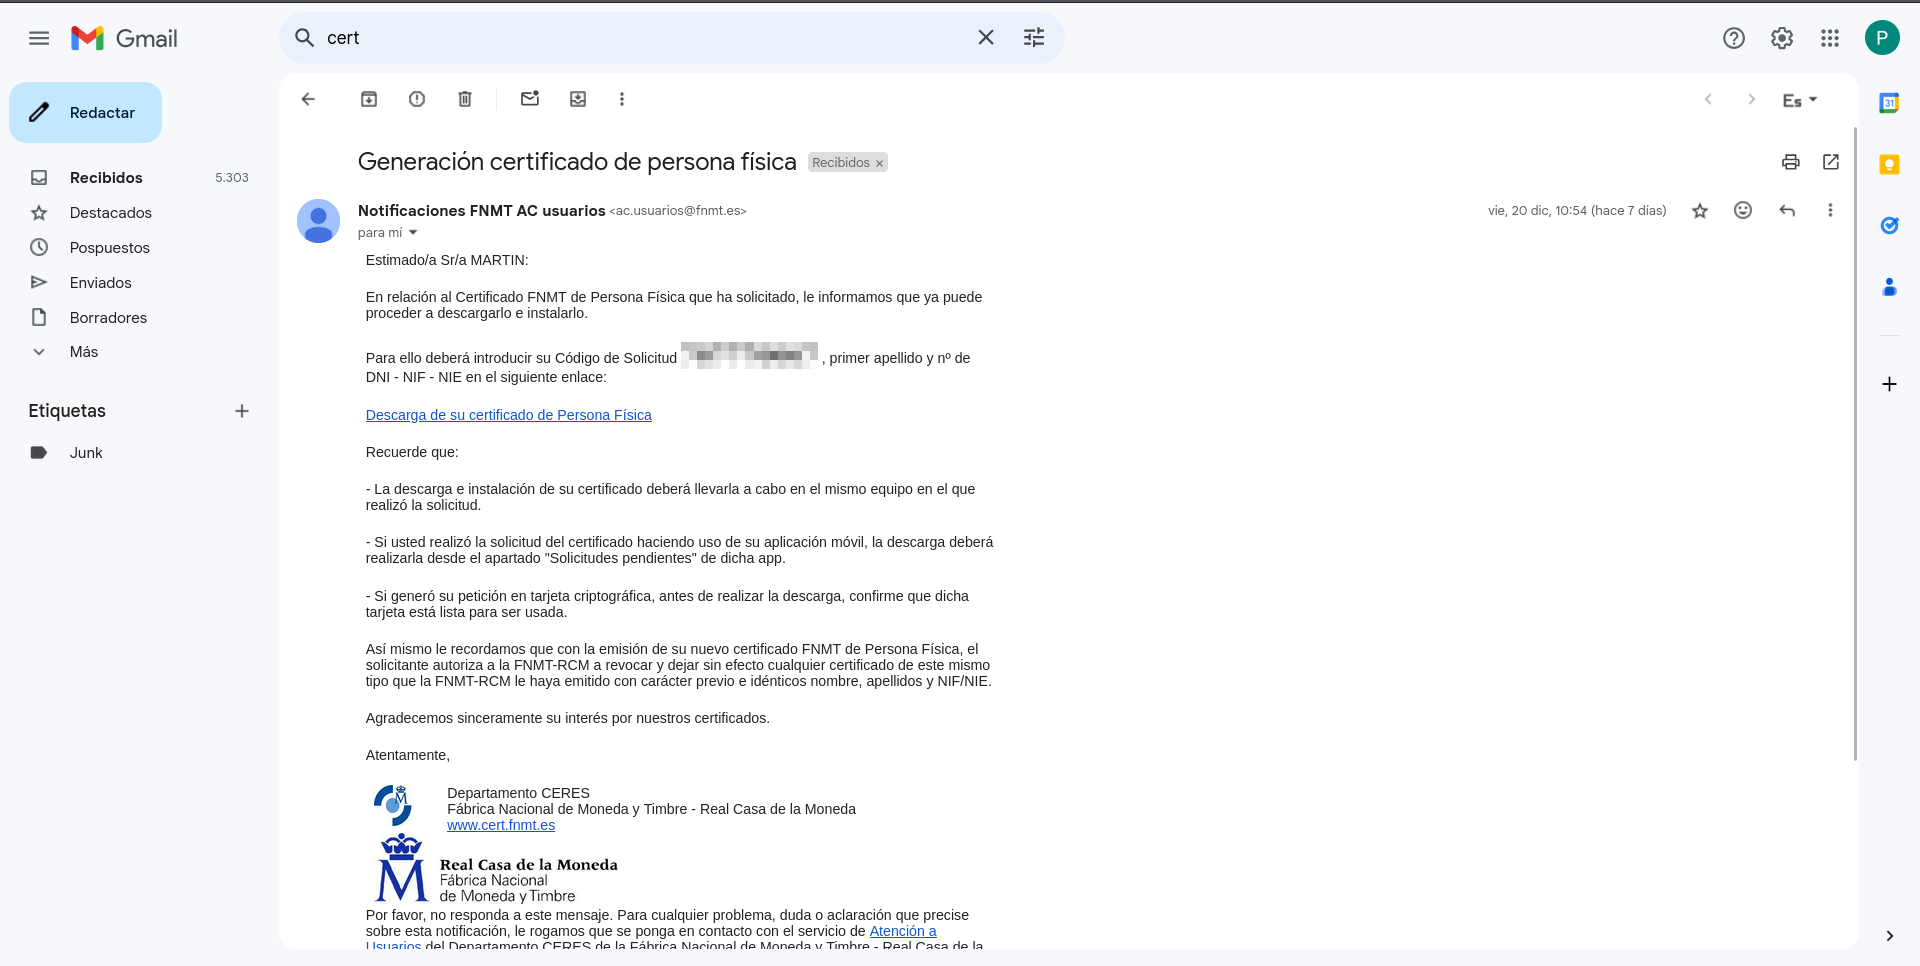 Gmail
cert
Redactar
Recibidos 5.303
Destacados
Pospuestos
Enviados
Borradores
Más
Etiquetas
Junk
Es
Generación certificado de persona física Recibidos ×
Notificaciones FNMT AC usuarios <ac.usuarios@fnmt.es> vie, 20 dic, 10:54 (hace 7 días)
para mí
Estimado/a Sr/a MARTIN:
En relación al Certificado FNMT de Persona Física que ha solicitado, le informamos que ya puede
proceder a descargarlo e instalarlo.
Para ello deberá introducir su Código de Solicitud , primer apellido y nº de
DNI - NIF - NIE en el siguiente enlace:
Descarga de su certificado de Persona Física
Recuerde que:
- La descarga e instalación de su certificado deberá llevarla a cabo en el mismo equipo en el que
realizó la solicitud.
- Si usted realizó la solicitud del certificado haciendo uso de su aplicación móvil, la descarga deberá
realizarla desde el apartado "Solicitudes pendientes" de dicha app.
- Si generó su petición en tarjeta criptográfica, antes de realizar la descarga, confirme que dicha
tarjeta está lista para ser usada.
Así mismo le recordamos que con la emisión de su nuevo certificado FNMT de Persona Física, el
solicitante autoriza a la FNMT-RCM a revocar y dejar sin efecto cualquier certificado de este mismo
tipo que la FNMT-RCM le haya emitido con carácter previo e idénticos nombre, apellidos y NIF/NIE.
Agradecemos sinceramente su interés por nuestros certificados.
Atentamente,
Departamento CERES
Fábrica Nacional de Moneda y Timbre - Real Casa de la Moneda
www.cert.fnmt.es
Real Casa de la Moneda
Fábrica Nacional
de Moneda y Timbre
Por favor, no responda a este mensaje. Para cualquier problema, duda o aclaración que precise
sobre esta notificación, le rogamos que se ponga en contacto con el servicio de Atención a
Usuarios del Departamento CERES de la Fábrica Nacional de Moneda y Timbre - Real Casa de la
P
31